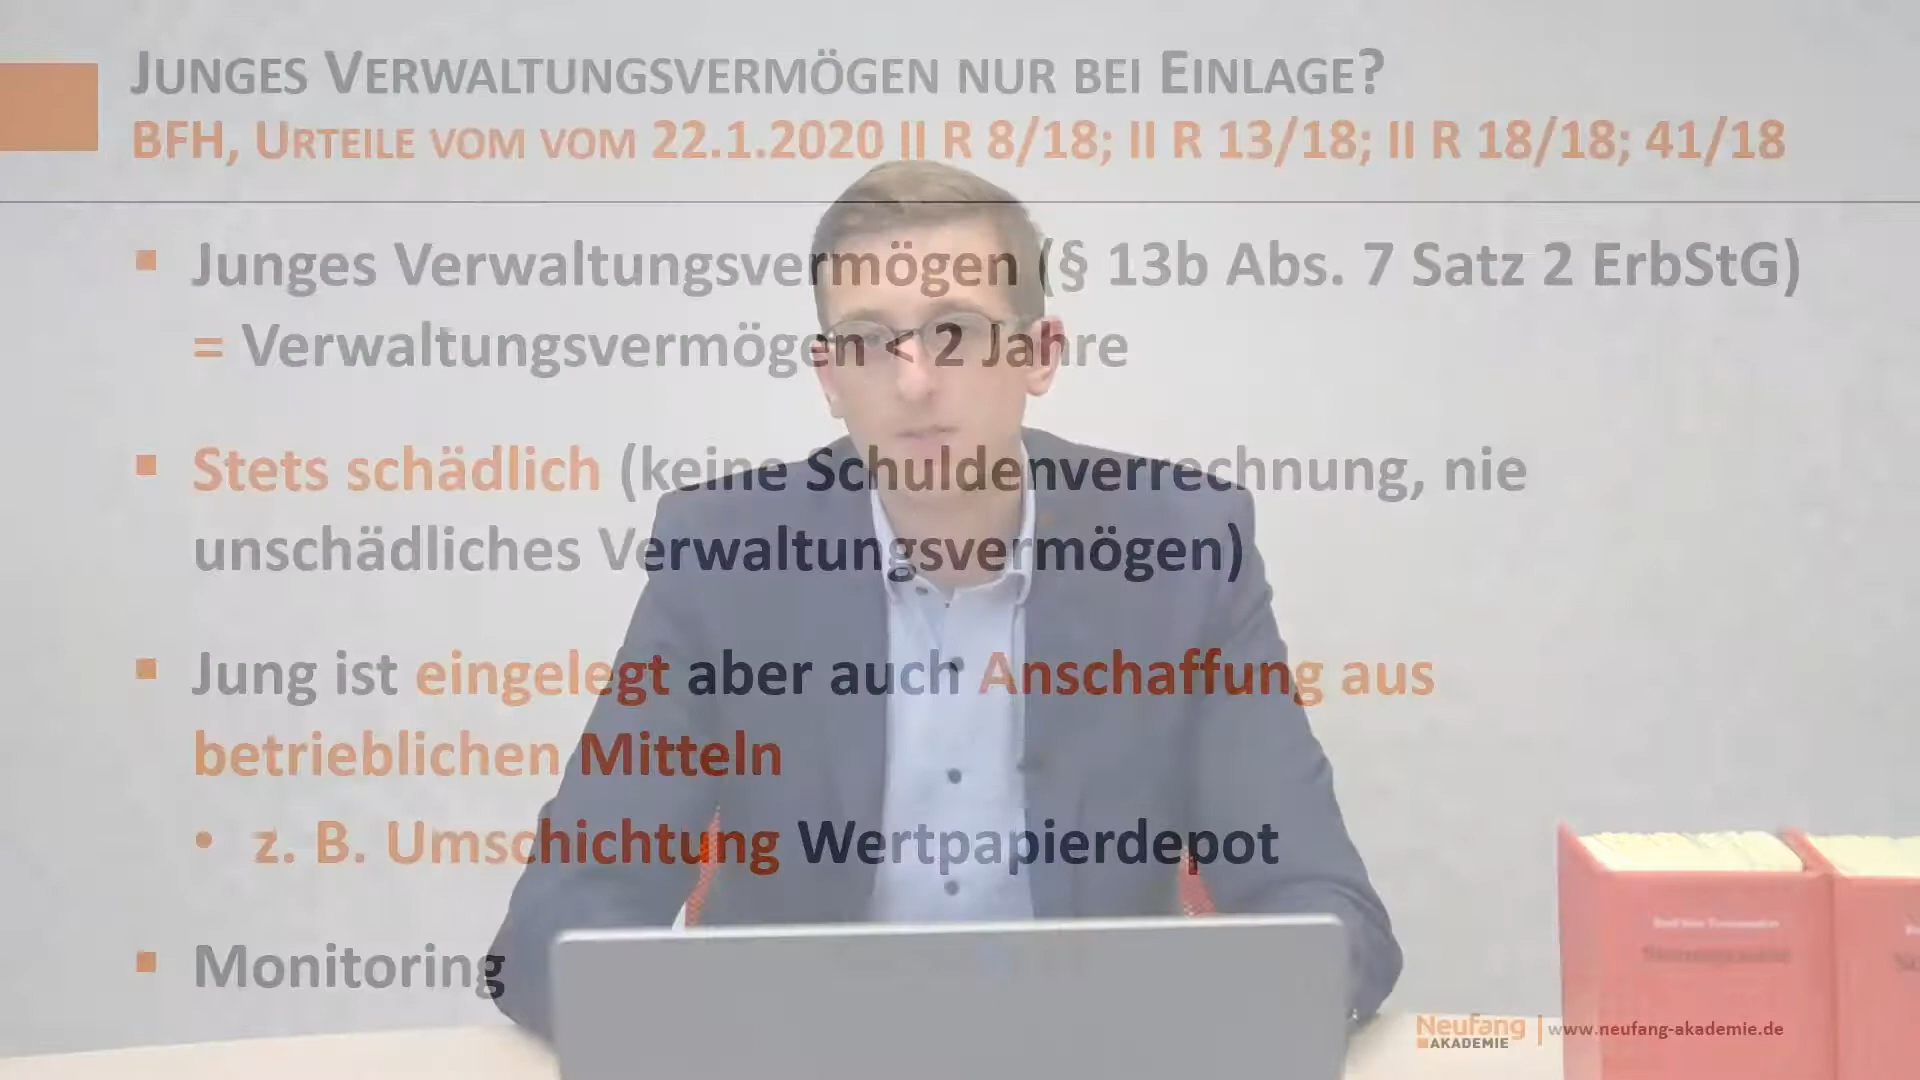 JUNGES VERWALTUNGSVERMÖGEN NUR BEI EINLAGE?
BFH, URTEILE VOM VOM 22.1.2020 II R 8/18; II R 13/18; II R 18/18; 41/18
▪ Junges Verwaltungsvermögen (§ 13b Abs. 7 Satz 2 ErbStG)
= Verwaltungsvermögen < 2 Jahre
▪ Stets schädlich (keine Schuldenverrechnung, nie
unschädliches Verwaltungsvermögen)
▪ Jung ist eingelegt aber auch Anschaffung aus
betrieblichen Mitteln
• z. B. Umschichtung Wertpapierdepot
▪ Monitoring
Neufang
AKADEMIE
www.neufang-akademie.de